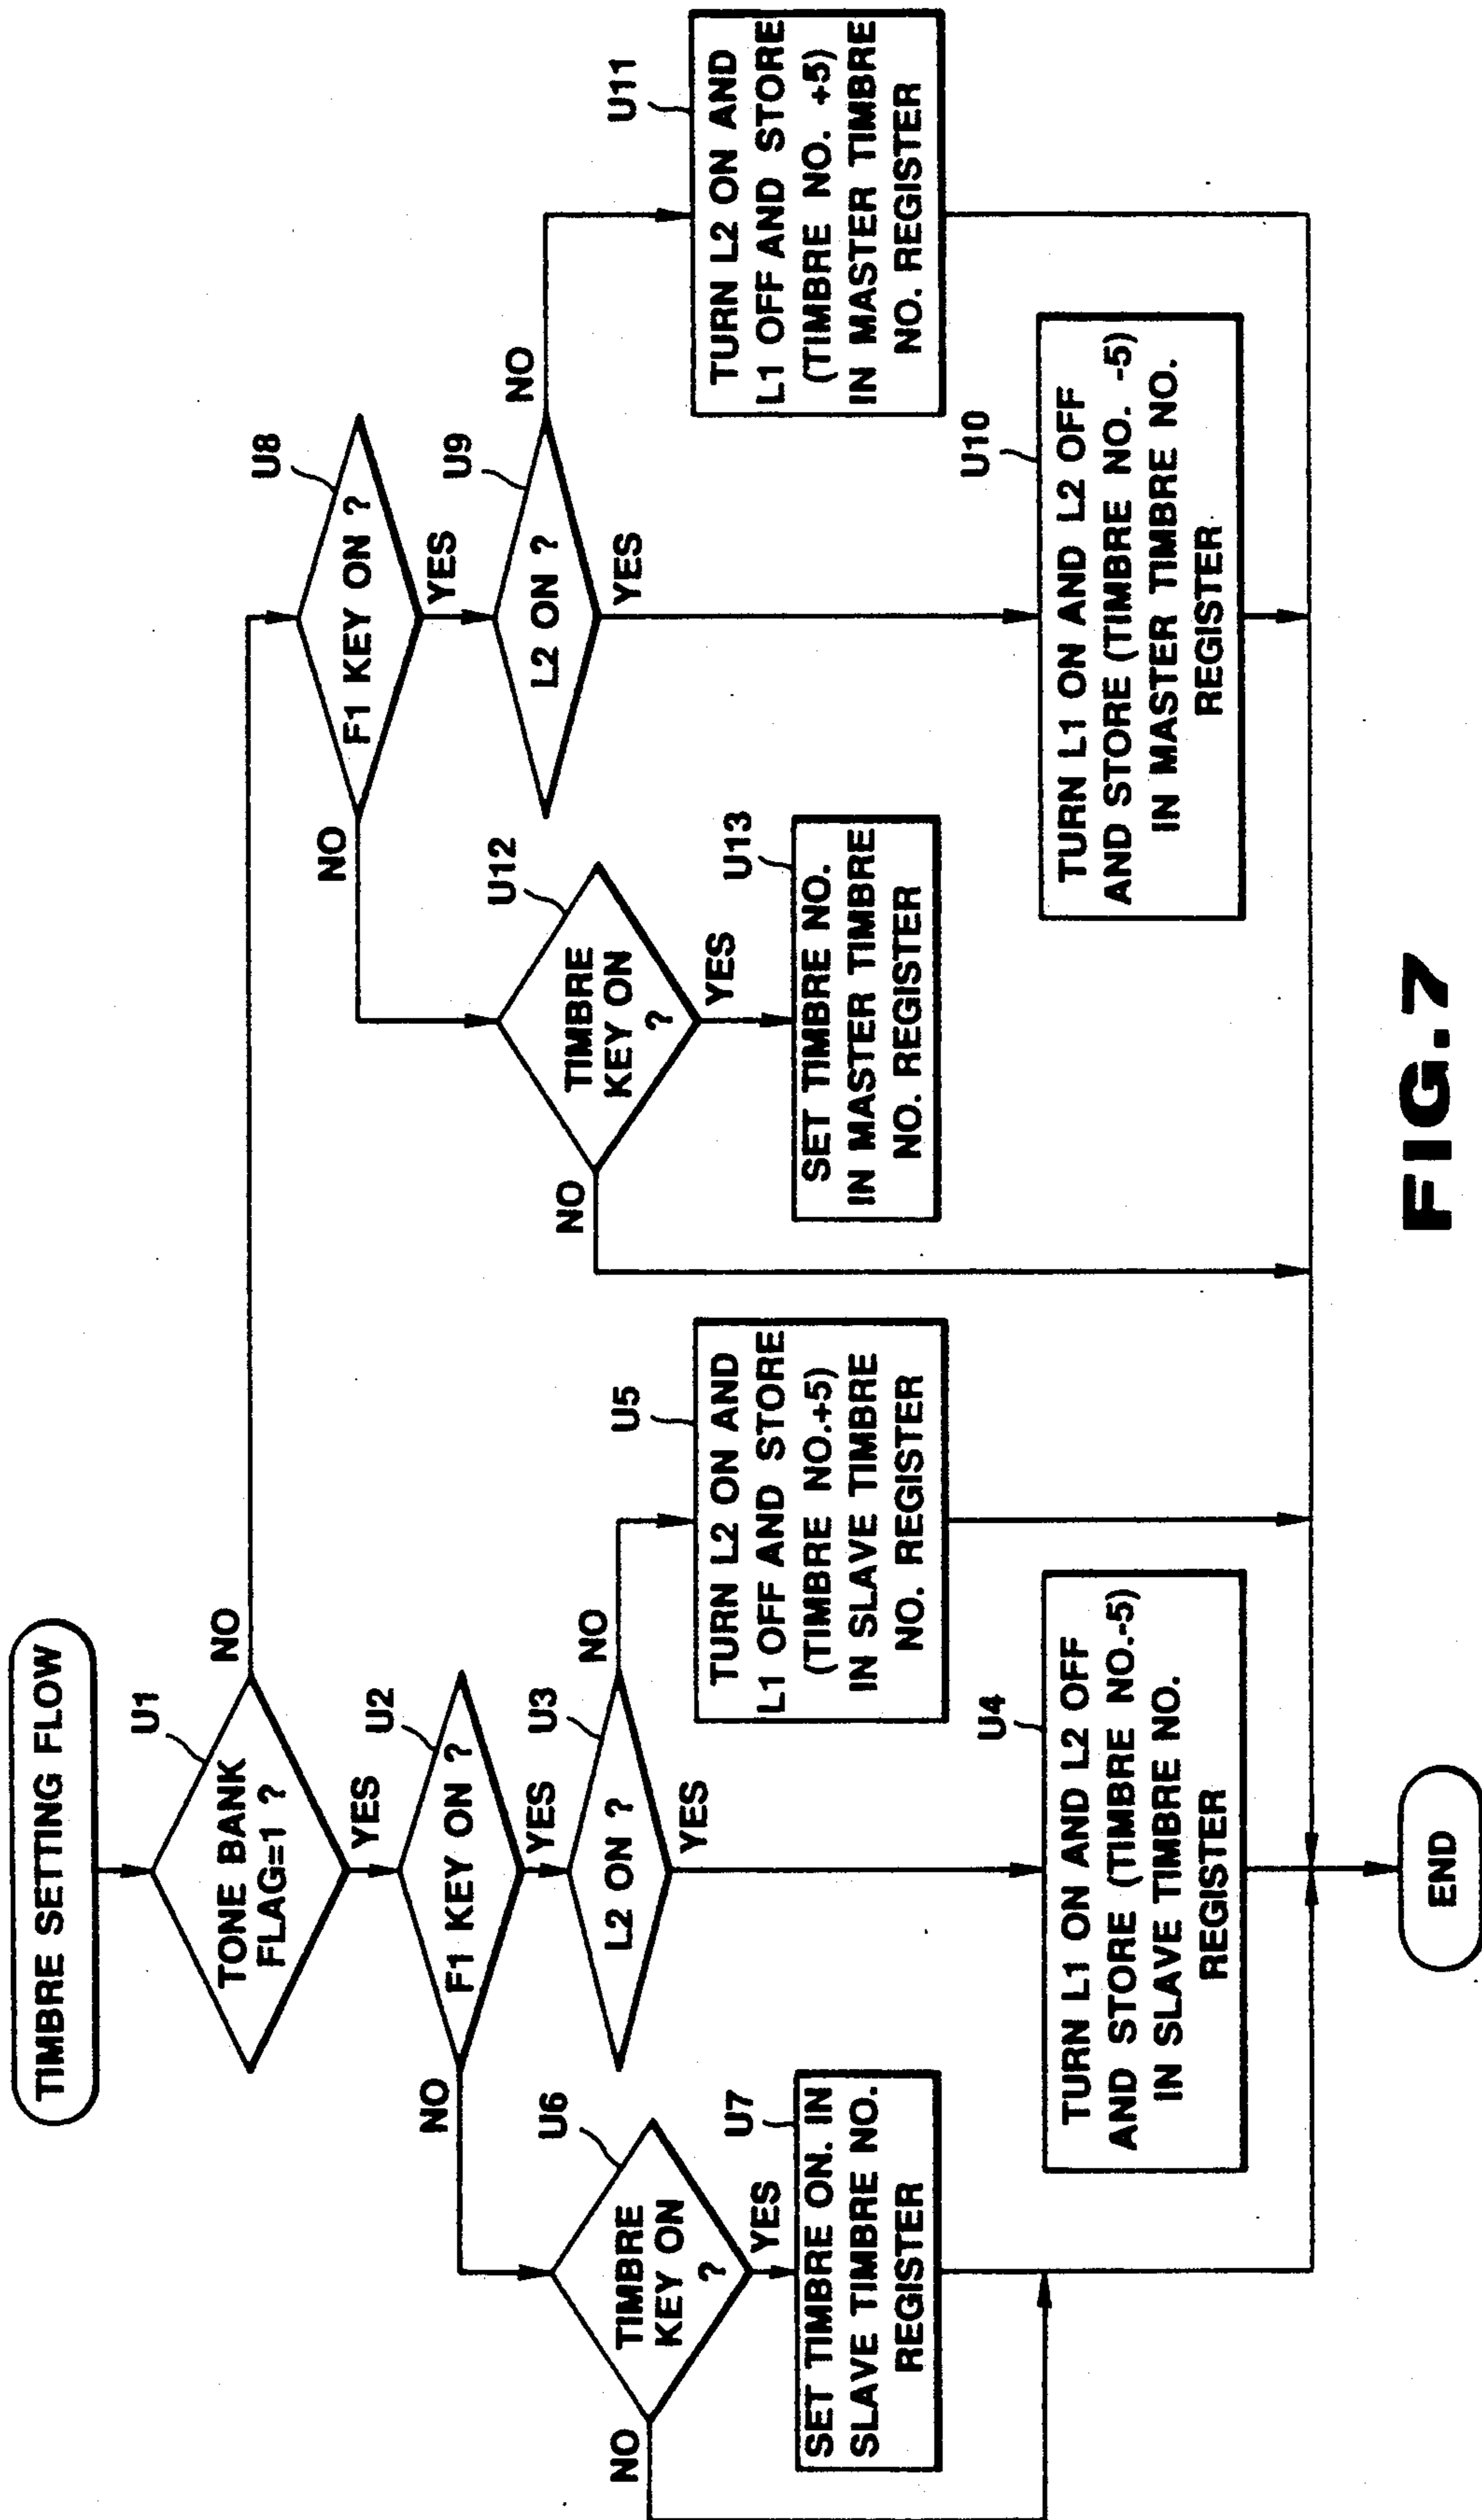 TIMBRE SETTING FLOW
U1
TONE BANK
FLAG=1 ?
NO
YES
U2
F1 KEY ON ?
NO
YES
U3
L2 ON ?
NO
YES
U6
TIMBRE
KEY ON
?
NO
YES
U7
SET TIMBRE ON. IN
SLAVE TIMBRE NO.
REGISTER
U5
TURN L2 ON AND
L1 OFF AND STORE
(TIMBRE NO.+5)
IN SLAVE TIMBRE
NO. REGISTER
U4
TURN L1 ON AND L2 OFF
AND STORE (TIMBRE NO.-5)
IN SLAVE TIMBRE NO.
REGISTER
U8
F1 KEY ON ?
NO
YES
U9
L2 ON ?
NO
YES
U12
TIMBRE
KEY ON
?
NO
YES
U13
SET TIMBRE NO.
IN MASTER TIMBRE
NO. REGISTER
U11
TURN L2 ON AND
L1 OFF AND STORE
(TIMBRE NO. +5)
IN MASTER TIMBRE
NO. REGISTER
U10
TURN L1 ON AND L2 OFF
AND STORE (TIMBRE NO. -5)
IN MASTER TIMBRE NO.
REGISTER
END
FIG.7